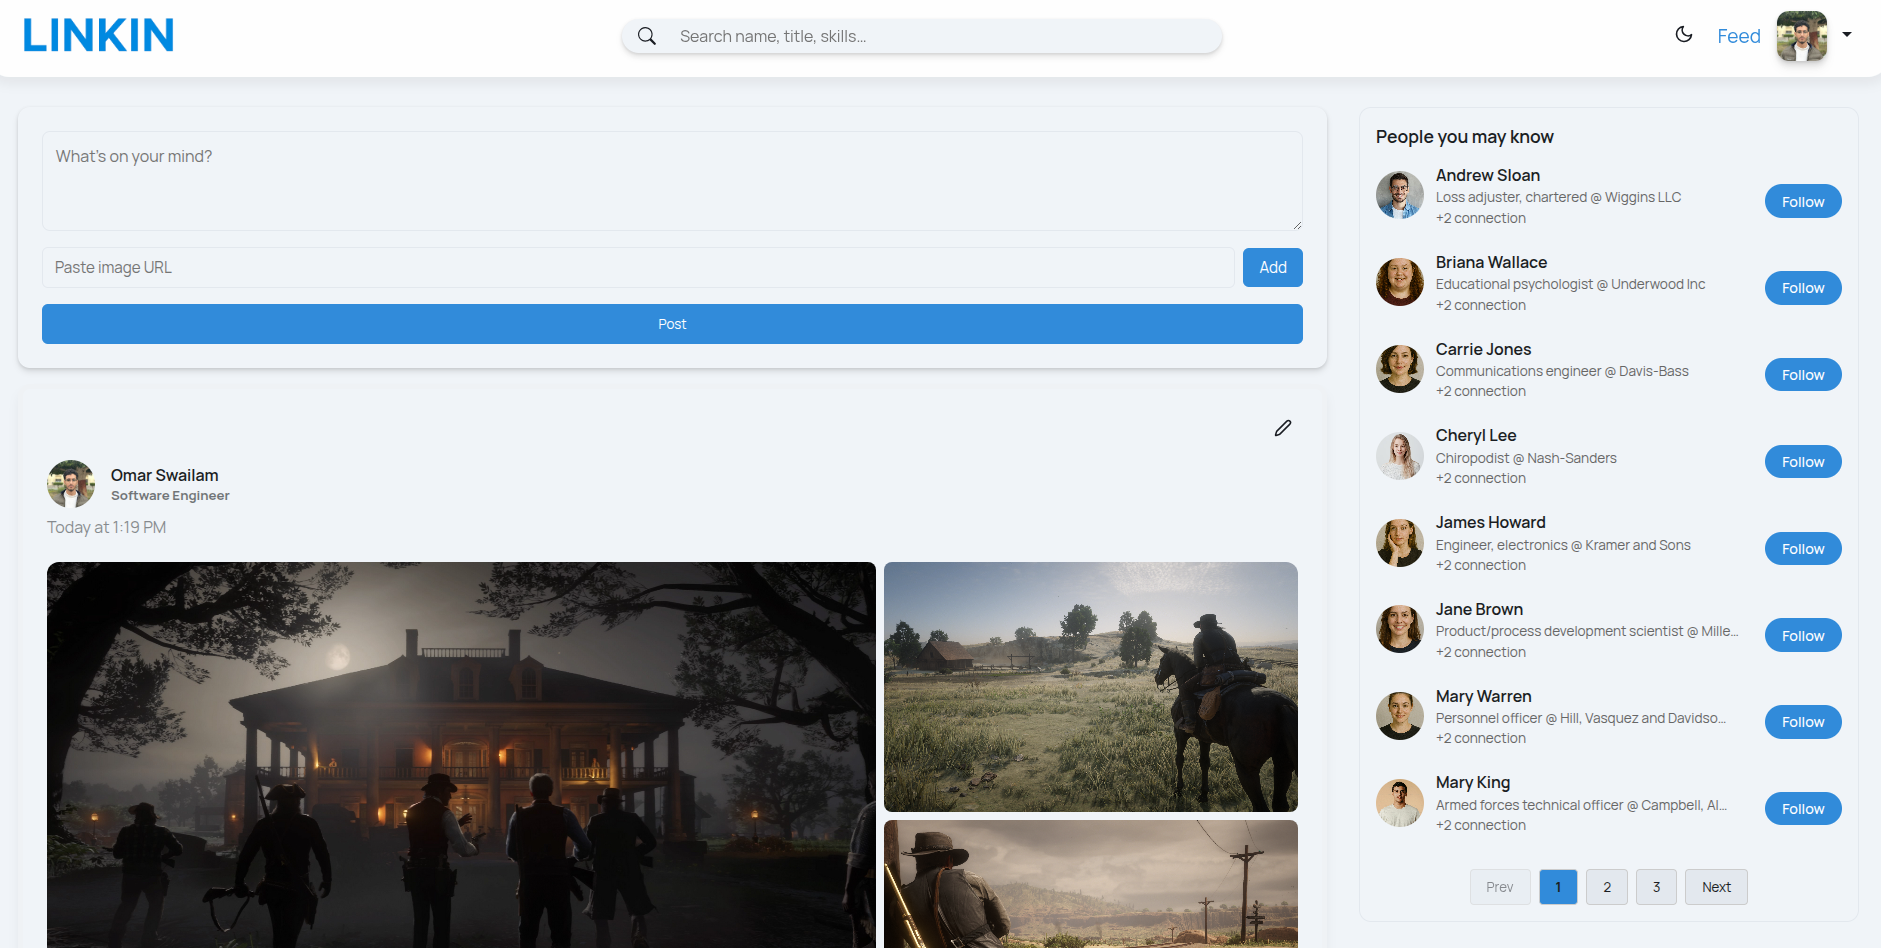 LINKIN
Search name, title, skills...
Feed
What's on your mind?
Paste image URL
Add
Post
Omar Swailam
Software Engineer
Today at 1:19 PM
People you may know
Andrew Sloan
Loss adjuster, chartered @ Wiggins LLC
+2 connection
Follow
Briana Wallace
Educational psychologist @ Underwood Inc
+2 connection
Follow
Carrie Jones
Communications engineer @ Davis-Bass
+2 connection
Follow
Cheryl Lee
Chiropodist @ Nash-Sanders
+2 connection
Follow
James Howard
Engineer, electronics @ Kramer and Sons
+2 connection
Follow
Jane Brown
Product/process development scientist @ Mille...
+2 connection
Follow
Mary Warren
Personnel officer @ Hill, Vasquez and Davidso...
+2 connection
Follow
Mary King
Armed forces technical officer @ Campbell, Al...
+2 connection
Follow
Prev 1 2 3 Next